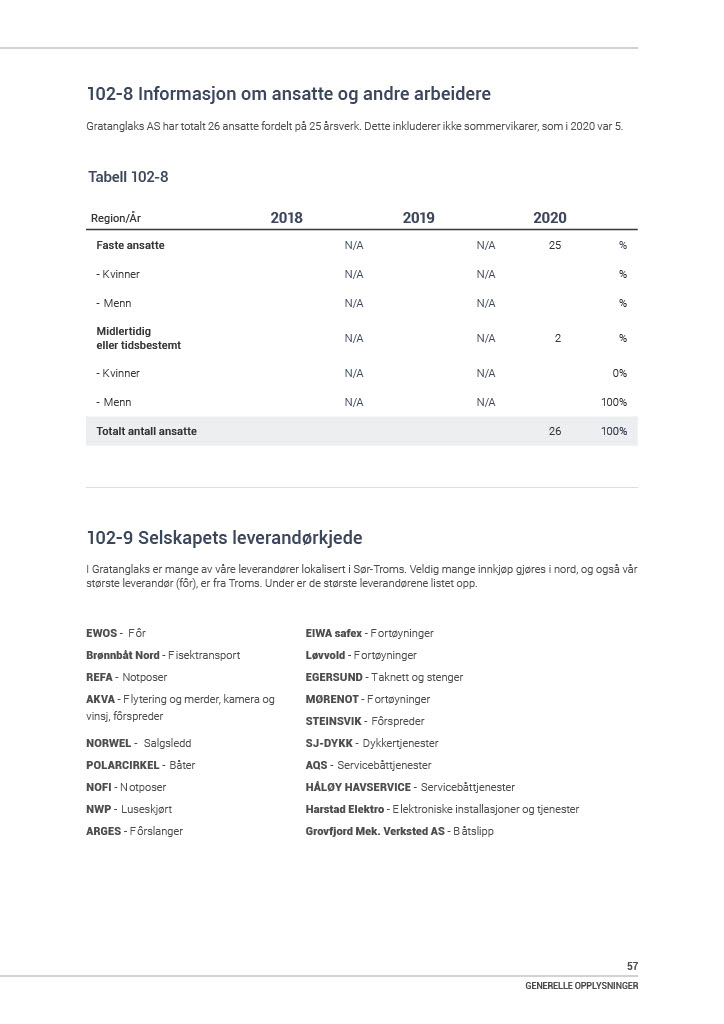 102-8 Informasjon om ansatte og andre arbeidere
Gratanglaks AS har totalt 26 ansatte fordelt på 25 årsverk. Dette inkluderer ikke sommervikarer, som i 2020 var 5.
Tabell 102-8
Region/År 2018 2019 2020
Faste ansatte N/A N/A 25 %
- Kvinner N/A N/A %
- Menn N/A N/A %
Midlertidig
eller tidsbestemt N/A N/A 2 %
- Kvinner N/A N/A 0%
- Menn N/A N/A 100%
Totalt antall ansatte 26 100%
102-9 Selskapets leverandørkjede
I Gratanglaks er mange av våre leverandører lokalisert i Sør-Troms. Veldig mange innkjøp gjøres i nord, og også vår
største leverandør (fôr), er fra Troms. Under er de største leverandørene listet opp.
EWOS - Fôr
Brønnbåt Nord - Fisektransport
REFA - Notposer
AKVA - Flytering og merder, kamera og
vinsj, fôrspreder
NORWEL - Salgsledd
POLARCIRKEL - Båter
NOFI - Notposer
NWP - Luseskjørt
ARGES - Fôrslanger
EIWA safex - Fortøyninger
Løvvold - Fortøyninger
EGERSUND - Taknett og stenger
MØRENOT - Fortøyninger
STEINSVIK - Fôrspreder
SJ-DYKK - Dykkertjenester
AQS - Servicebåttjenester
HÅLØY HAVSERVICE - Servicebåttjenester
Harstad Elektro - Elektroniske installasjoner og tjenester
Grovfjord Mek. Verksted AS - Båtslipp
57
GENERELLE OPPLYSNINGER